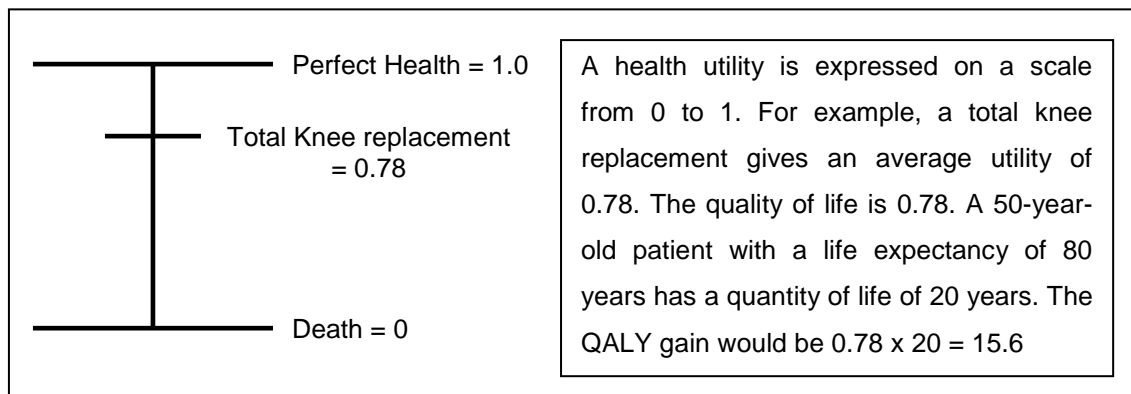 Perfect Health = 1.0
Total Knee replacement
= 0.78
Death = 0
A health utility is expressed on a scale
from 0 to 1. For example, a total knee
replacement gives an average utility of
0.78. The quality of life is 0.78. A 50-year-
old patient with a life expectancy of 80
years has a quantity of life of 20 years. The
QALY gain would be 0.78 x 20 = 15.6